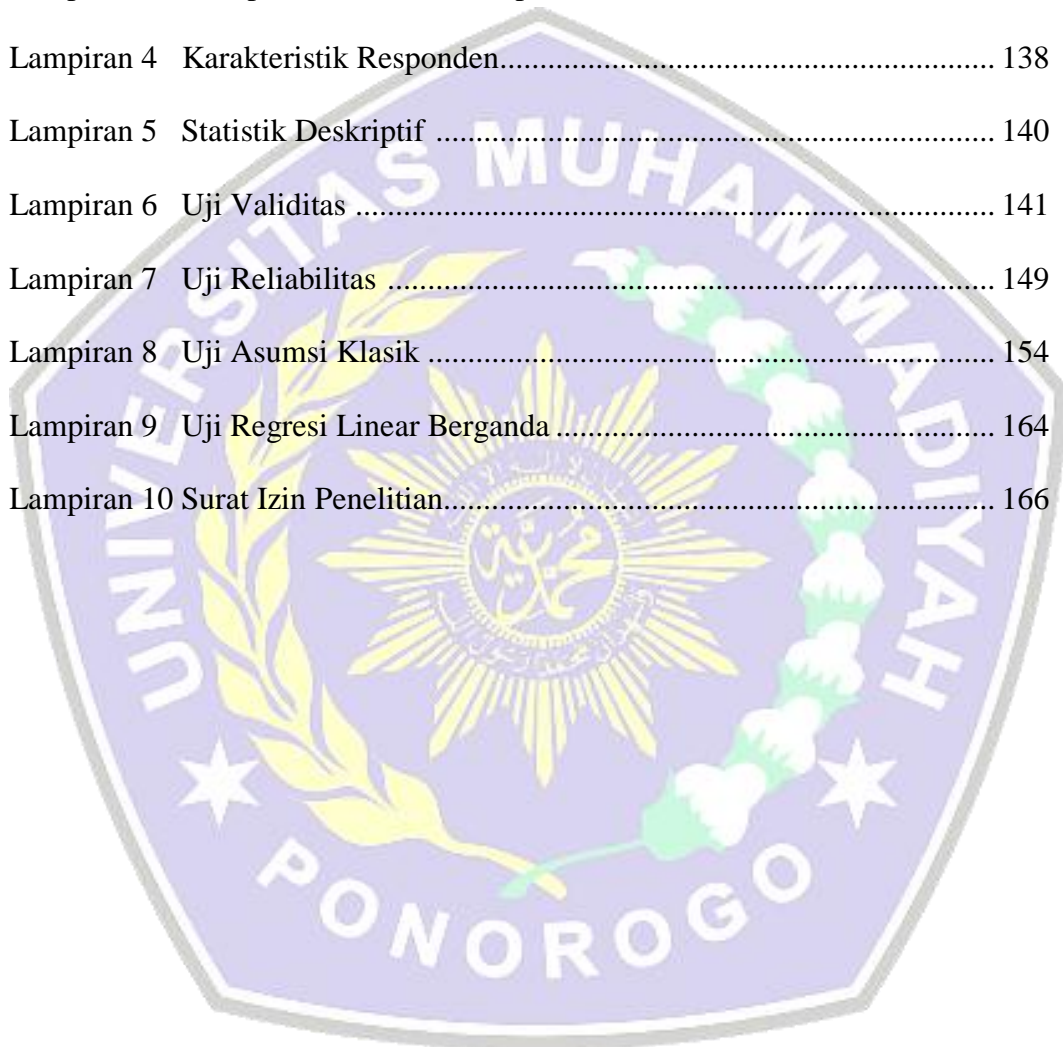 Lampiran 4 Karakteristik Responden.......................................................... 138
Lampiran 5 Statistik Deskriptif .................................................................. 140
Lampiran 6 Uji Validitas ........................................................................... 141
Lampiran 7 Uji Reliabilitas ....................................................................... 149
Lampiran 8 Uji Asumsi Klasik .................................................................. 154
Lampiran 9 Uji Regresi Linear Berganda ................................................... 164
Lampiran 10 Surat Izin Penelitian................................................................ 166
UNIVERSITAS MUHAMMADIYAH
PONOROGO
محمدية